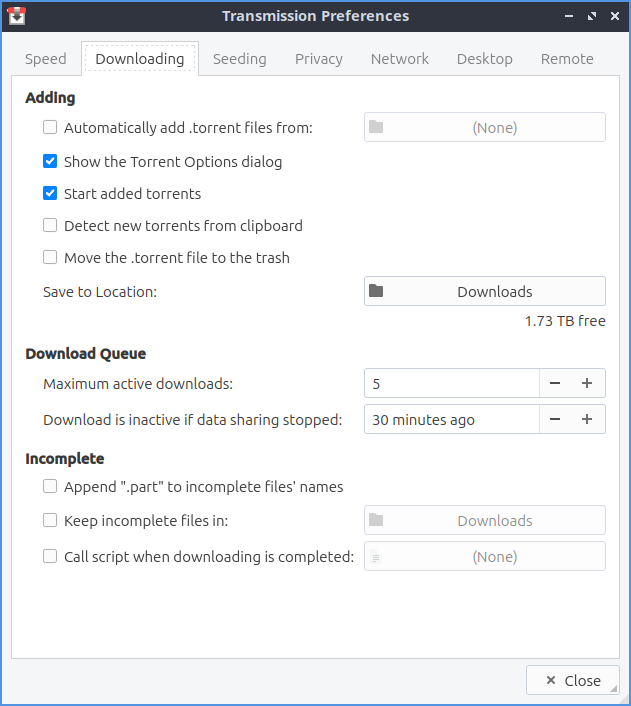 Transmission Preferences
Speed Downloading Seeding Privacy Network Desktop Remote
Adding
Automatically add .torrent files from: (None)
Show the Torrent Options dialog
Start added torrents
Detect new torrents from clipboard
Move the .torrent file to the trash
Save to Location: Downloads
1.73 TB free
Download Queue
Maximum active downloads: 5
Download is inactive if data sharing stopped: 30 minutes ago
Incomplete
Append ".part" to incomplete files' names
Keep incomplete files in: Downloads
Call script when downloading is completed: (None)
Close